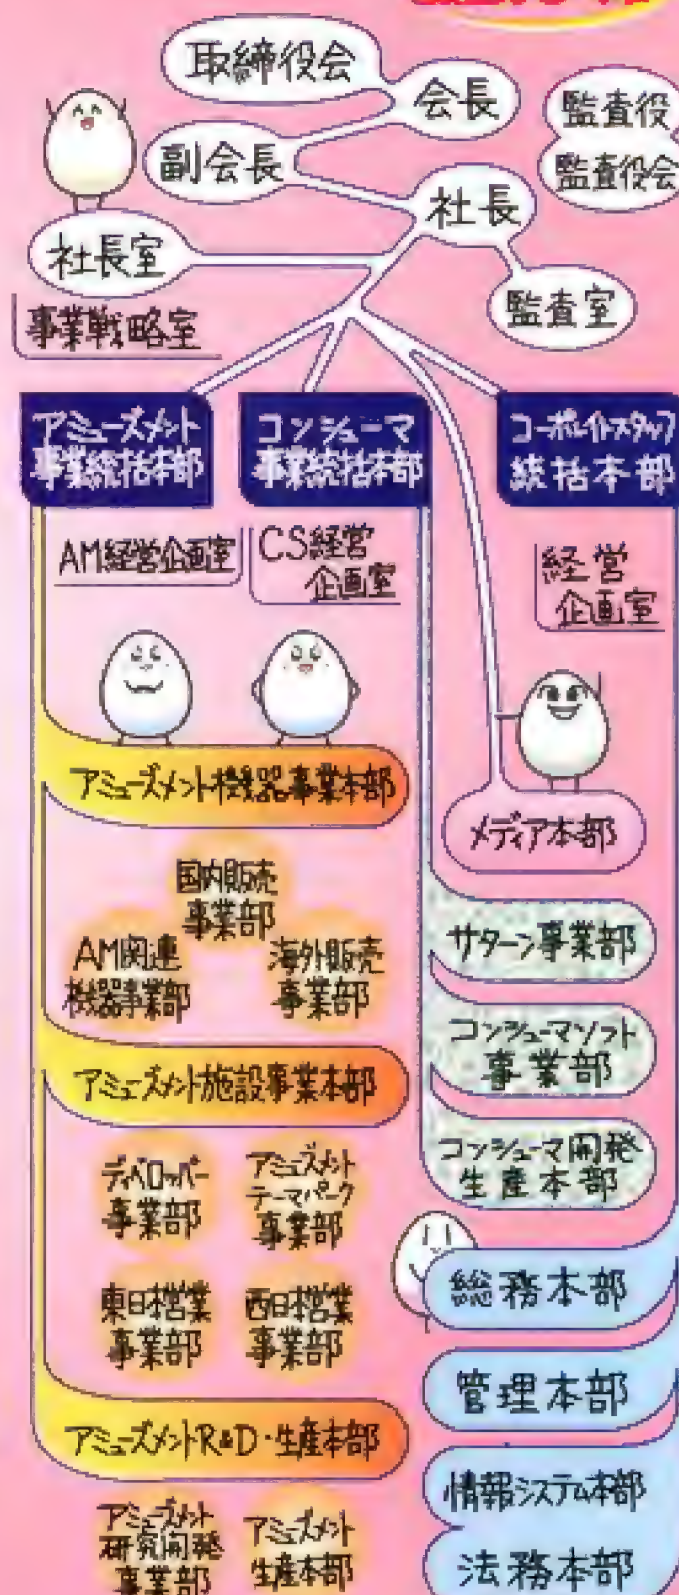 取締役会
会長
監査役
監査役会
副会長
社長
社長室
監査室
事業戦略室
アミューズメント
事業統括本部
コンシューマ
事業統括本部
コーポレイトスタッフ
統括本部
AM経営企画室
CS経営
企画室
経営
企画室
アミューズメント機器事業本部
メディア本部
国内販売
事業部
AM関連
機器事業部
海外販売
事業部
サターン事業部
コンシューマソフト
事業部
アミューズメント施設事業本部
コンシューマ開発
生産本部
ディベロッパー
事業部
アミューズメント
テーマパーク
事業部
東日本営業
事業部
西日本営業
事業部
総務本部
管理本部
アミューズメントR&D・生産本部
情報システム本部
アミューズメント
研究開発
事業部
アミューズメント
生産本部
法務本部